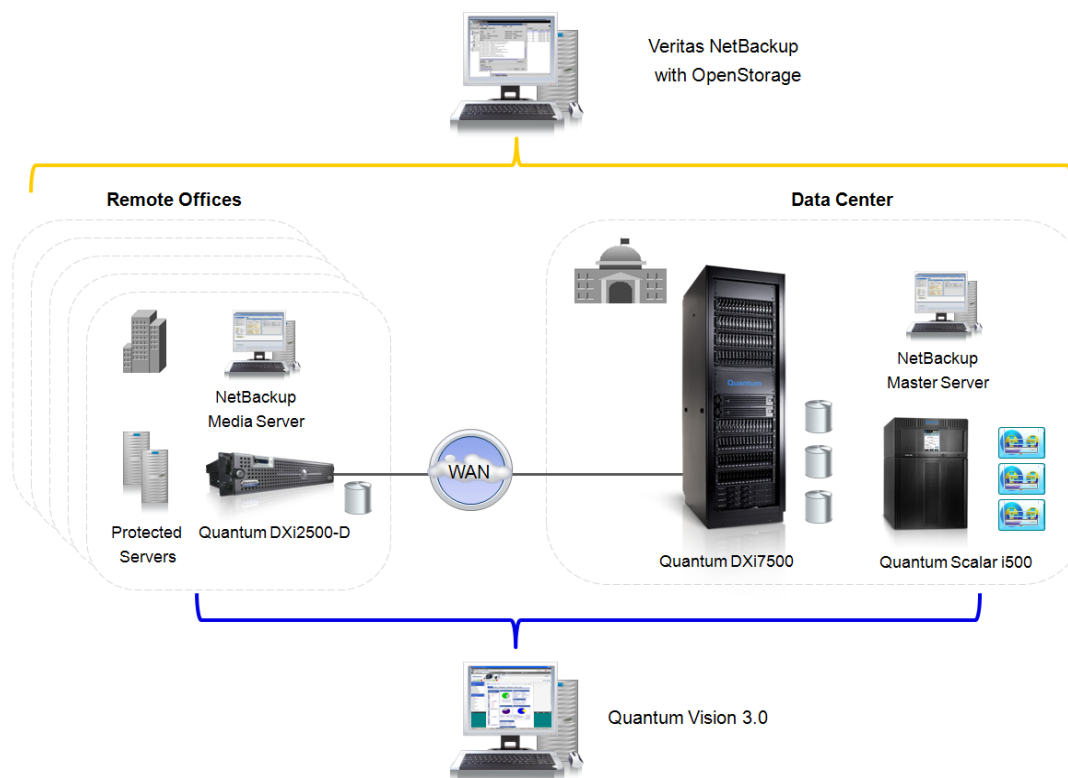 Veritas NetBackup
with OpenStorage
Remote Offices
Data Center
NetBackup
Media Server
NetBackup
Master Server
Quantum
WAN
Protected
Servers
Quantum DXi2500-D
Quantum DXi7500
Quantum Scalar i500
Quantum Vision 3.0